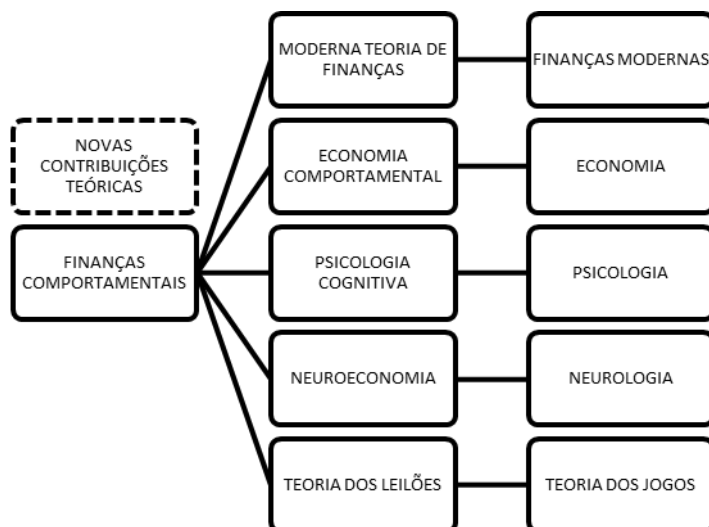 MODERNA TEORIA DE
FINANÇAS
FINANÇAS MODERNAS
NOVAS
CONTRIBUIÇÕES
TEÓRICAS
ECONOMIA
COMPORTAMENTAL
ECONOMIA
FINANÇAS
COMPORTAMENTAIS
PSICOLOGIA
COGNITIVA
PSICOLOGIA
NEUROECONOMIA
NEUROLOGIA
TEORIA DOS LEILÕES
TEORIA DOS JOGOS